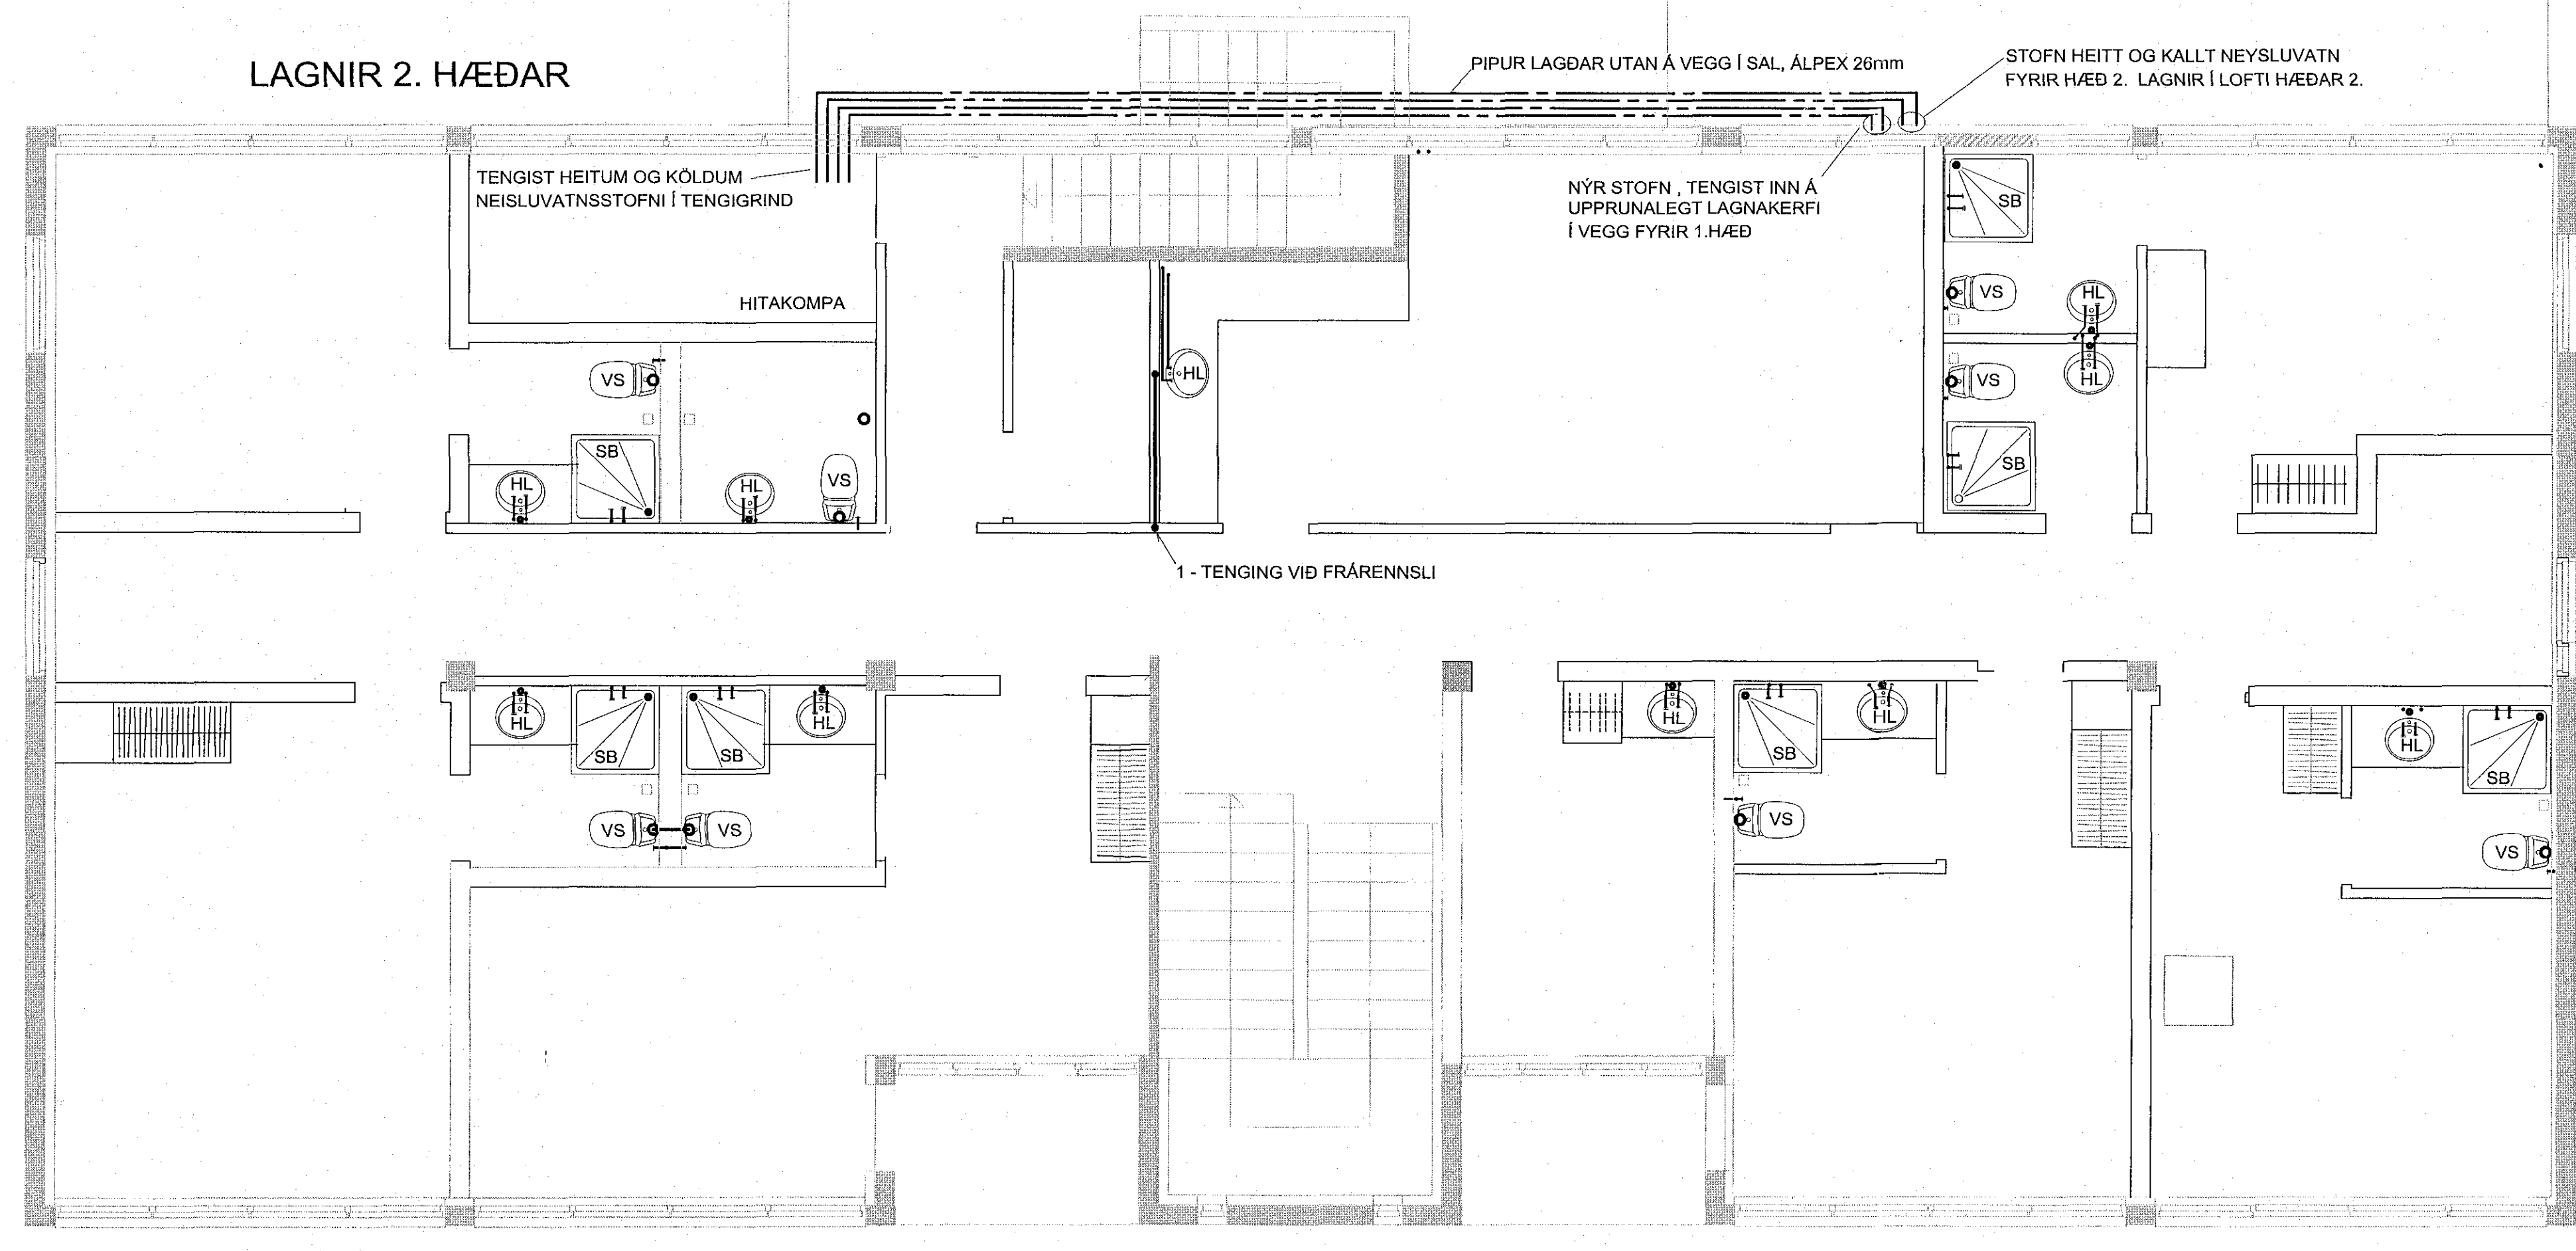 LAGNIR 2. HÆÐAR
PIPUR LAGÐAR UTAN Á VEGG Í SAL, ÁLPEX 26mm
STOFN HEITT OG KALLT NEYSLUVATN
FYRIR HÆÐ 2. LAGNIR Í LOFTI HÆÐAR 2.
TENGIST HEITUM OG KÖLDUM
NEISLUVATNSSTOFNI Í TENGIGRIND
NÝR STOFN , TENGIST INN Á
UPPRUNALEGT LAGNAKERFI
Í VEGG FYRIR 1.HÆÐ
SB
HITAKOMPA
VS
HL
VS
HL
VS
HL
SB
HL
HL
VS
SB
1 - TENGING VIÐ FRÁRENNSLI
HL
SB
SB
HL
HL
SB
HL
HL
SB
VS
VS
VS
VS